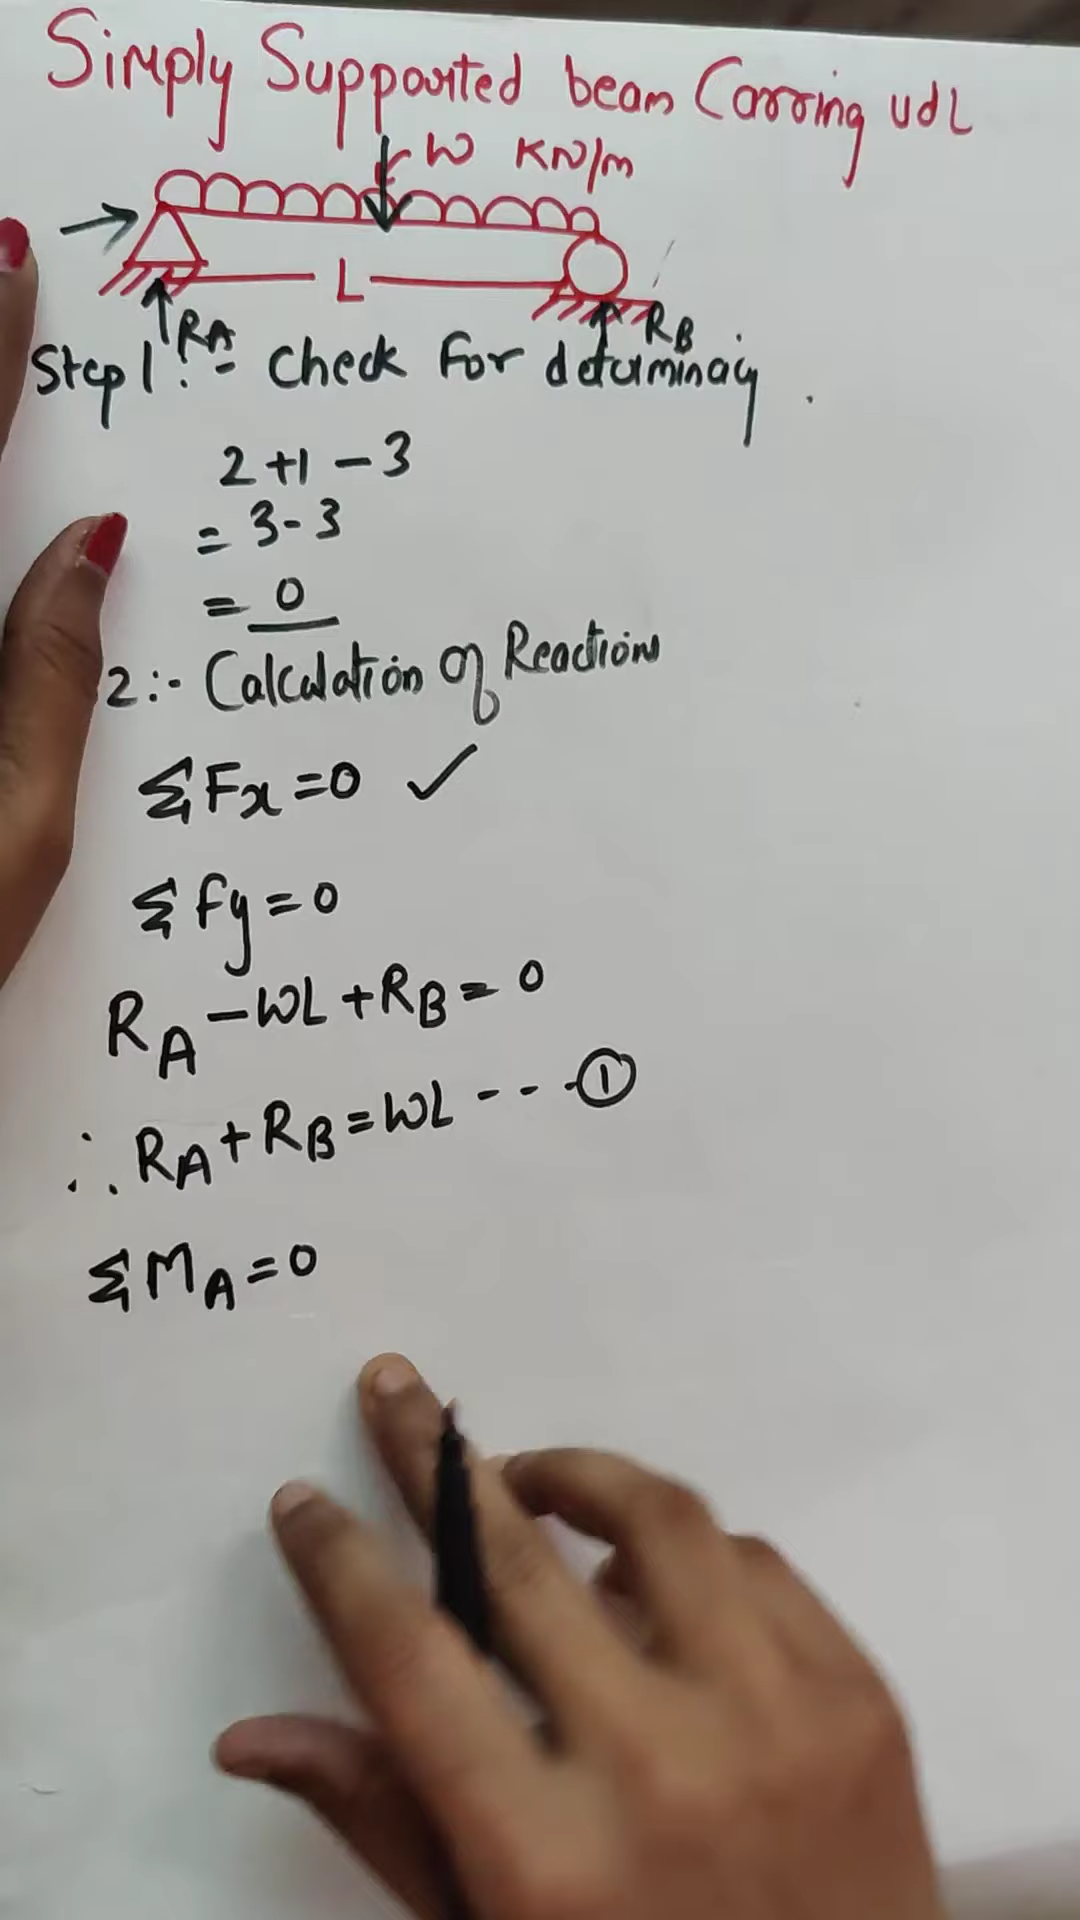 Simply Supported beam Carring udL
W KN/m
L
RA
RB
Step 1 :- Check For determinacy .
2+1-3
= 3-3
= 0
2:- Calculation of Reactions
ΣFx=0 ✓
Σfy=0
RA-WL+RB=0
∴ RA+RB=WL --- ①
ΣMA=0